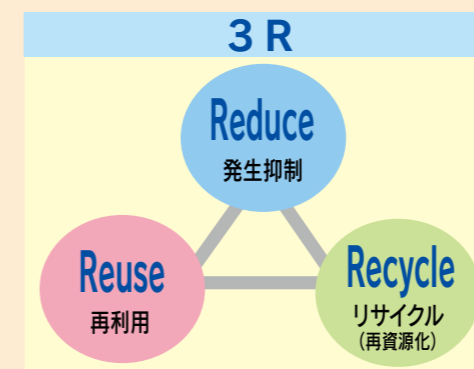 3R
Reduce
発生抑制
Reuse
再利用
Recycle
リサイクル
（再資源化）